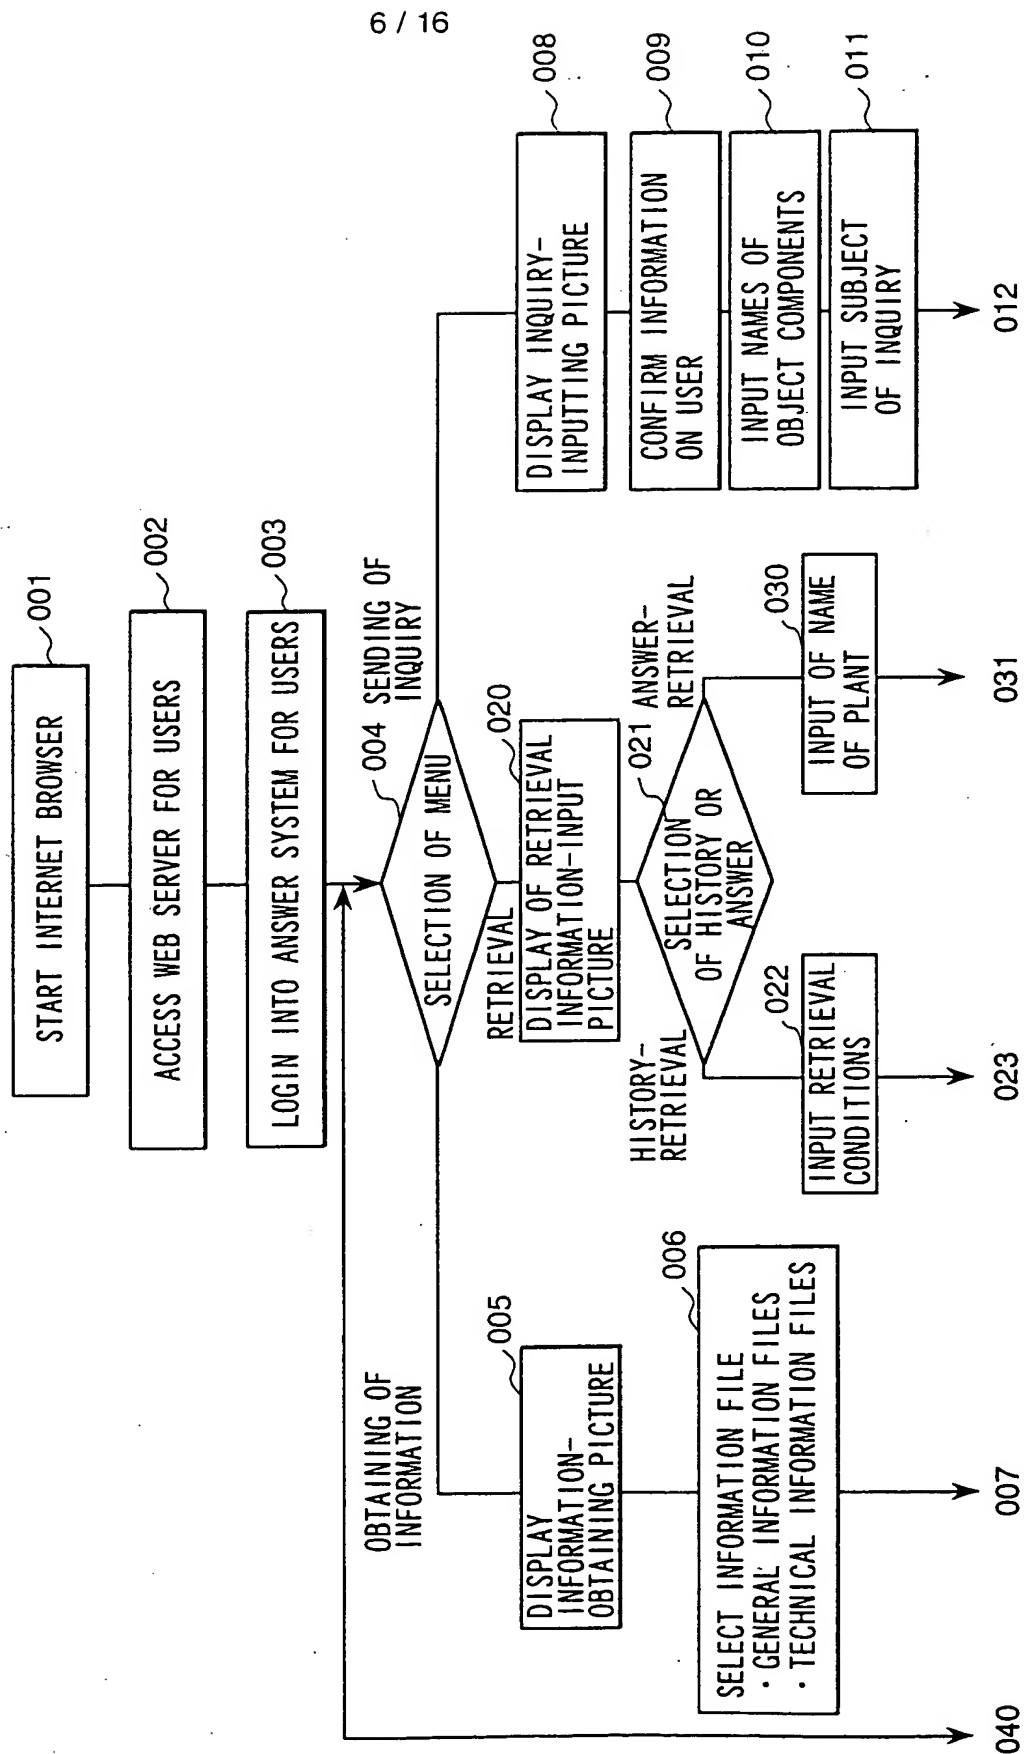 6 / 16
START INTERNET BROWSER
001
ACCESS WEB SERVER FOR USERS
002
LOGIN INTO ANSWER SYSTEM FOR USERS
003
SELECTION OF MENU
004
OBTAINING OF
INFORMATION
RETRIEVAL
SENDING OF
INQUIRY
DISPLAY
INFORMATION-
OBTAINING PICTURE
005
SELECT INFORMATION FILE
· GENERAL INFORMATION FILES
· TECHNICAL INFORMATION FILES
006
DISPLAY OF RETRIEVAL
INFORMATION-INPUT
PICTURE
020
SELECTION
OF HISTORY OR
ANSWER
021
HISTORY-
RETRIEVAL
ANSWER-
RETRIEVAL
INPUT RETRIEVAL
CONDITIONS
022
INPUT OF NAME
OF PLANT
030
DISPLAY INQUIRY-
INPUTTING PICTURE
008
CONFIRM INFORMATION
ON USER
009
INPUT NAMES OF
OBJECT COMPONENTS
010
INPUT SUBJECT
OF INQUIRY
011
040
007
023
031
012